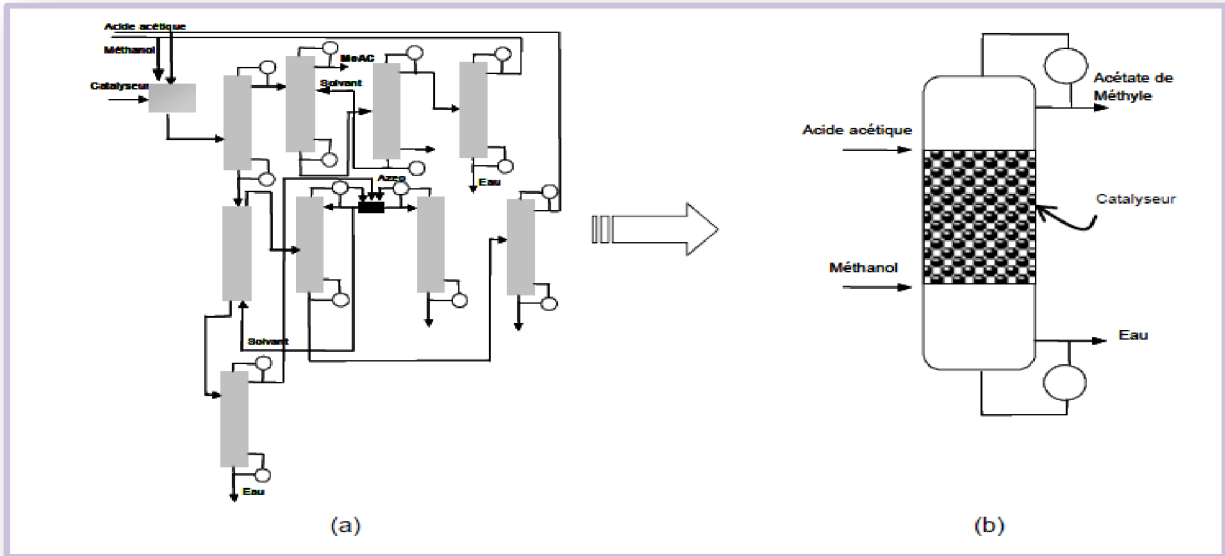 Acide acétique
Méthanol
Catalyseur
MeAC
Solvant
Eau
Azeo
Solvant
Eau
(a)
Acétate de
Méthyle
Acide acétique
Catalyseur
Méthanol
Eau
(b)